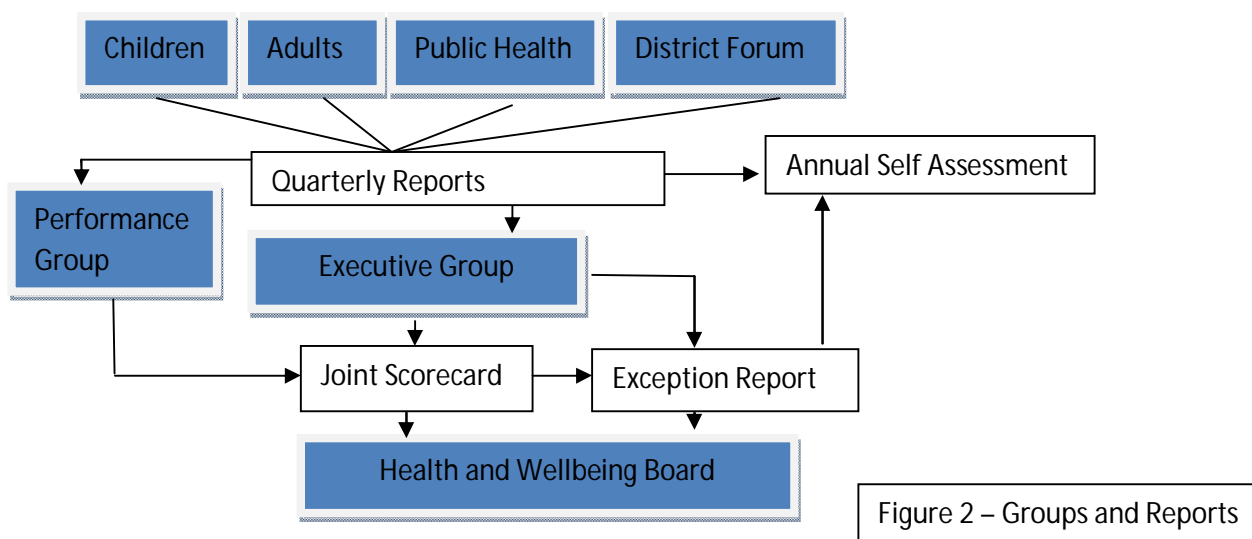 Children
Adults
Public Health
District Forum
Quarterly Reports
Annual Self Assessment
Performance
Group
Executive Group
Joint Scorecard
Exception Report
Health and Wellbeing Board
Figure 2 – Groups and Reports